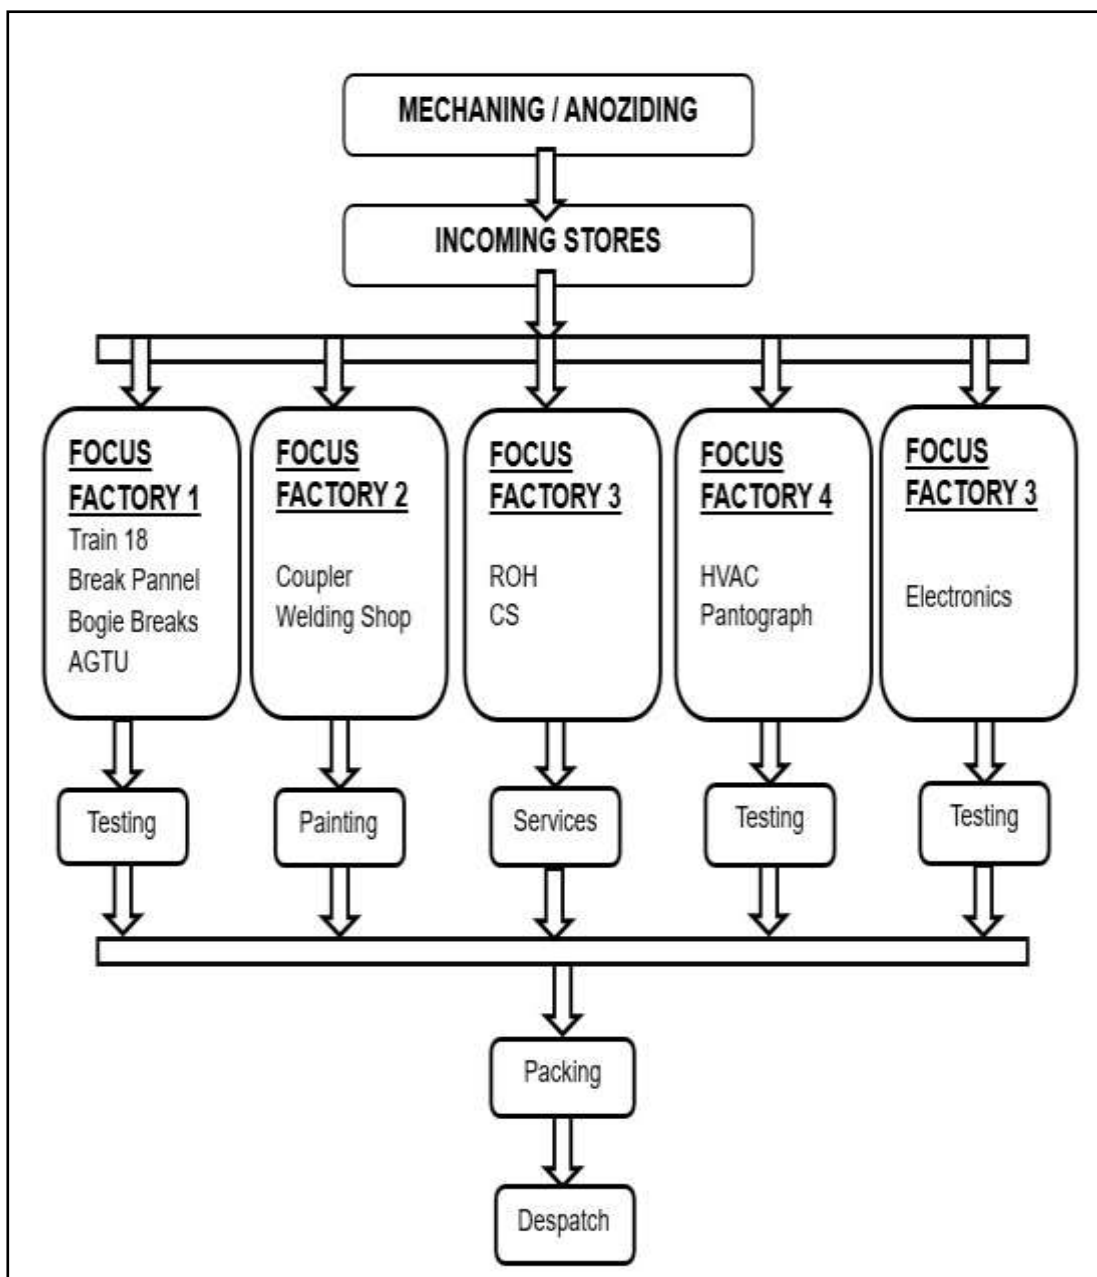 MECHANING / ANOZIDING
INCOMING STORES
FOCUS
FACTORY 1
Train 18
Break Pannel
Bogie Breaks
AGTU
FOCUS
FACTORY 2
Coupler
Welding Shop
FOCUS
FACTORY 3
ROH
CS
FOCUS
FACTORY 4
HVAC
Pantograph
FOCUS
FACTORY 3
Electronics
Testing
Painting
Services
Testing
Testing
Packing
Despatch